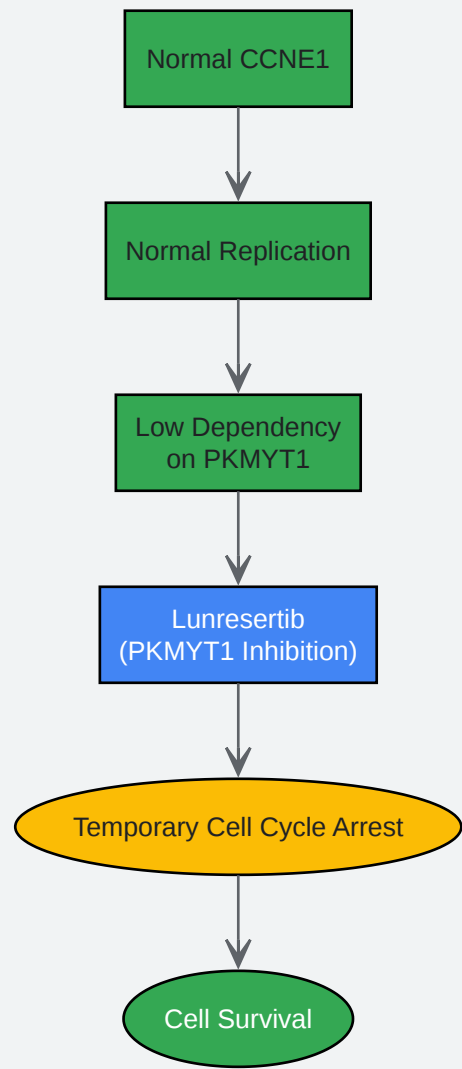 Normal CCNE1
Normal Replication
Low Dependency
on PKMYT1
Lunresertib
(PKMYT1 Inhibition)
Temporary Cell Cycle Arrest
Cell Survival